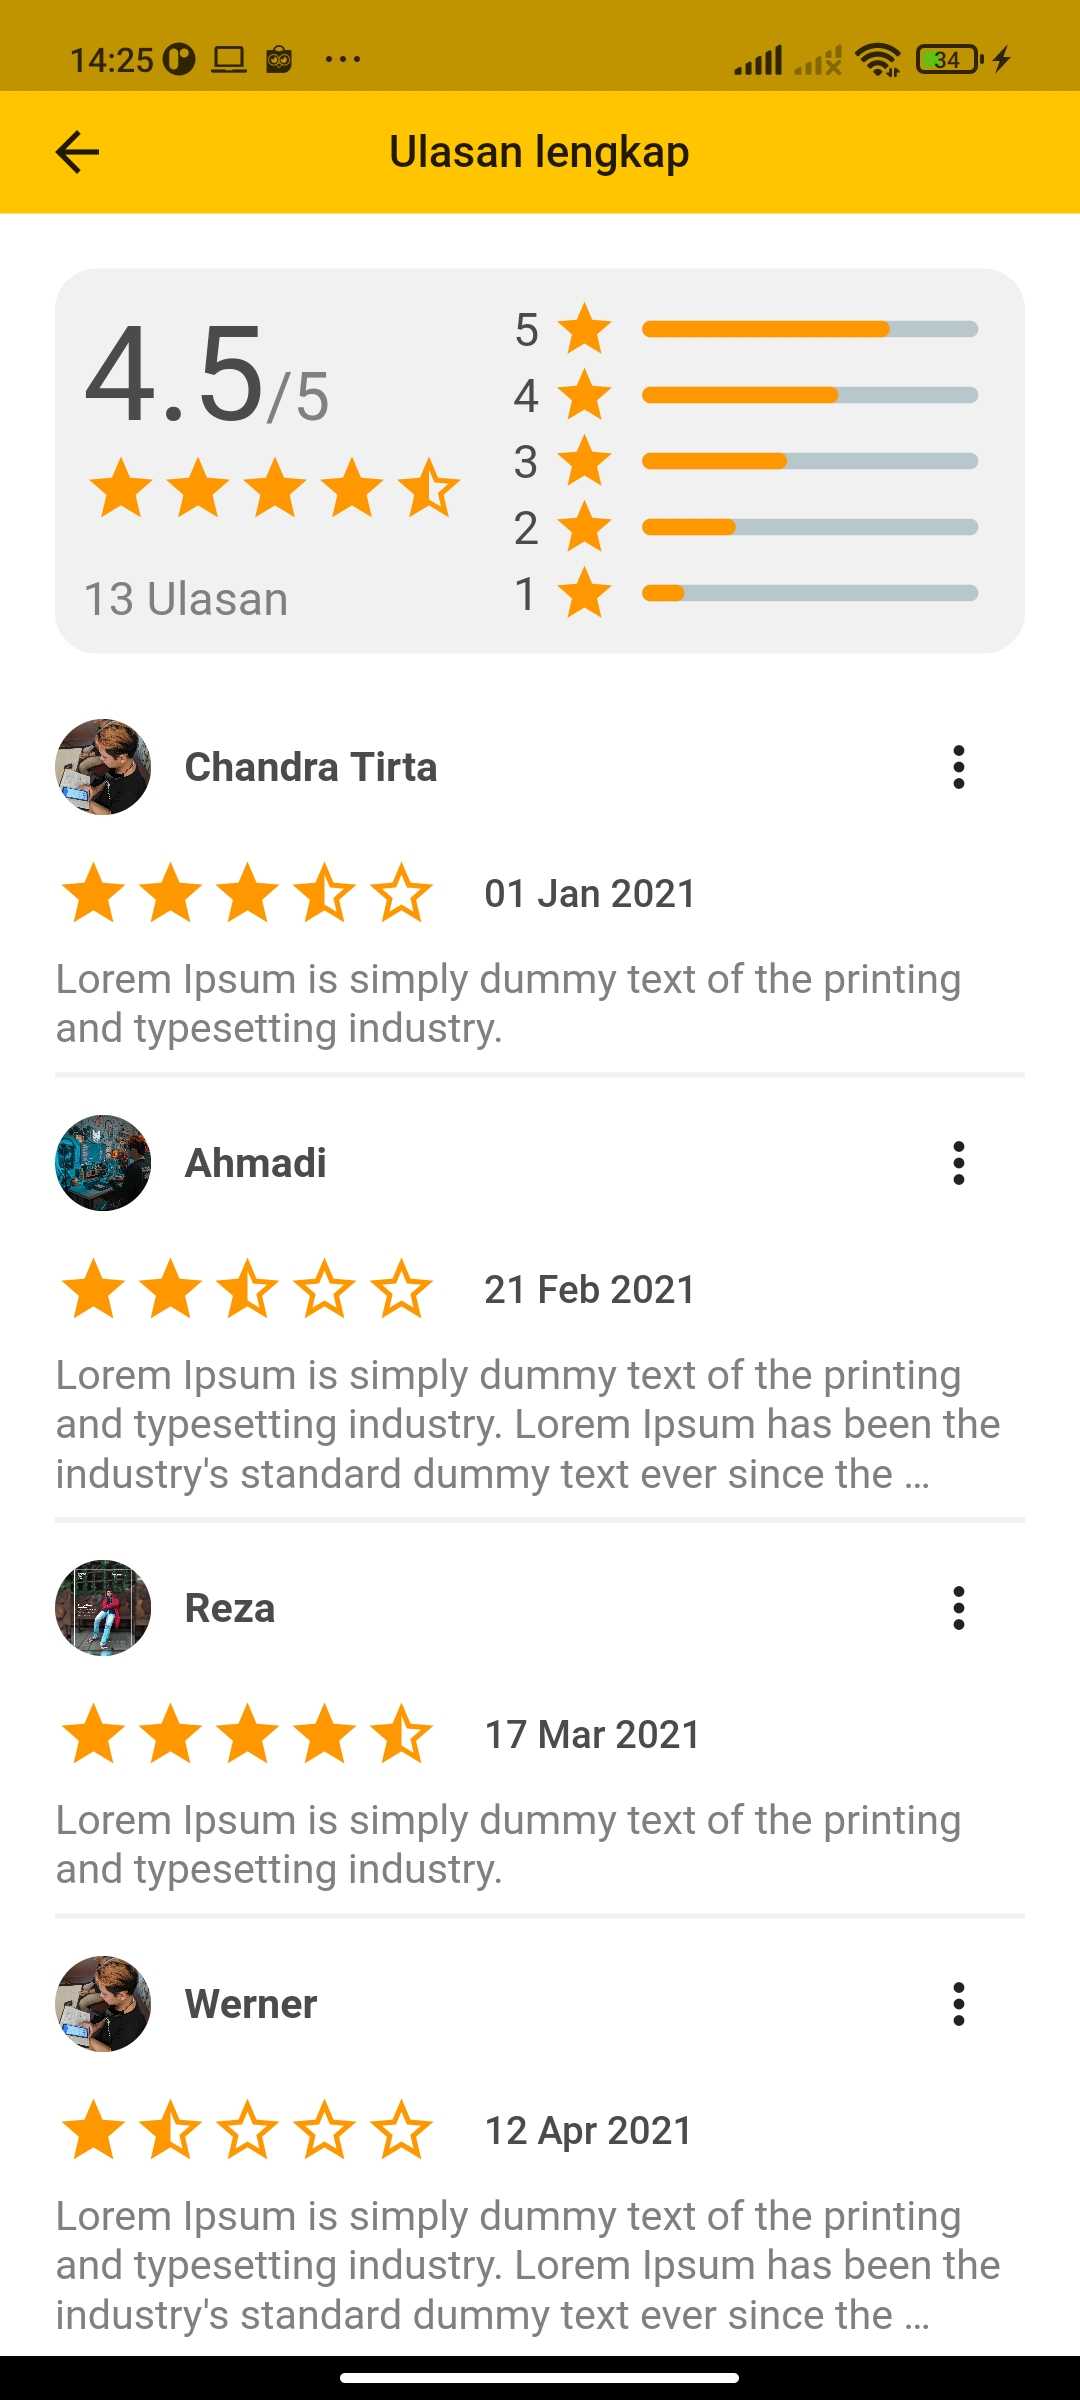 14:25
34
Ulasan lengkap
4.5/5
13 Ulasan
5
4
3
2
1
Chandra Tirta
01 Jan 2021
Lorem Ipsum is simply dummy text of the printing
and typesetting industry.
Ahmadi
21 Feb 2021
Lorem Ipsum is simply dummy text of the printing
and typesetting industry. Lorem Ipsum has been the
industry's standard dummy text ever since the ...
Reza
17 Mar 2021
Lorem Ipsum is simply dummy text of the printing
and typesetting industry.
Werner
12 Apr 2021
Lorem Ipsum is simply dummy text of the printing
and typesetting industry. Lorem Ipsum has been the
industry's standard dummy text ever since the ...